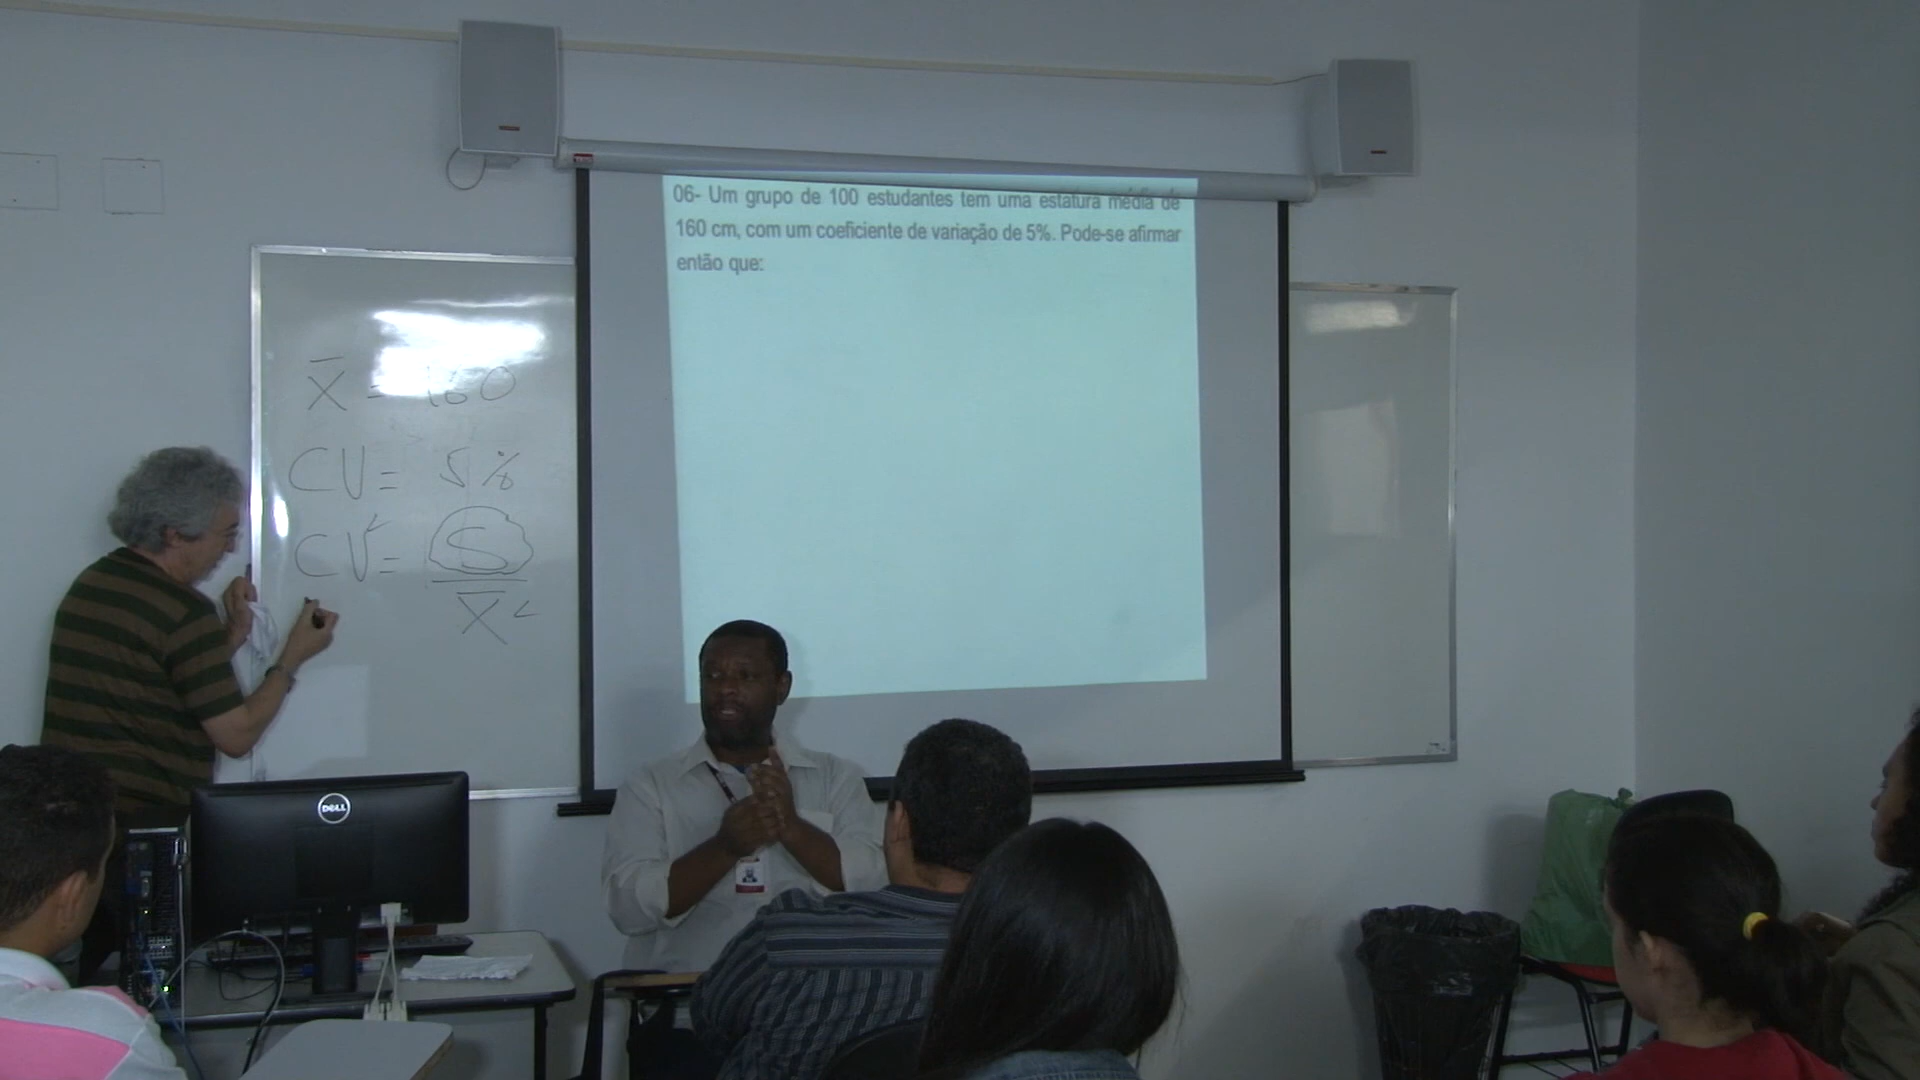 06- Um grupo de 100 estudantes tem uma estatura média de
160 cm, com um coeficiente de variação de 5%. Pode-se afirmar
então que:
X̄ = 160
CV = 5%
CV = S
X̄
DELL